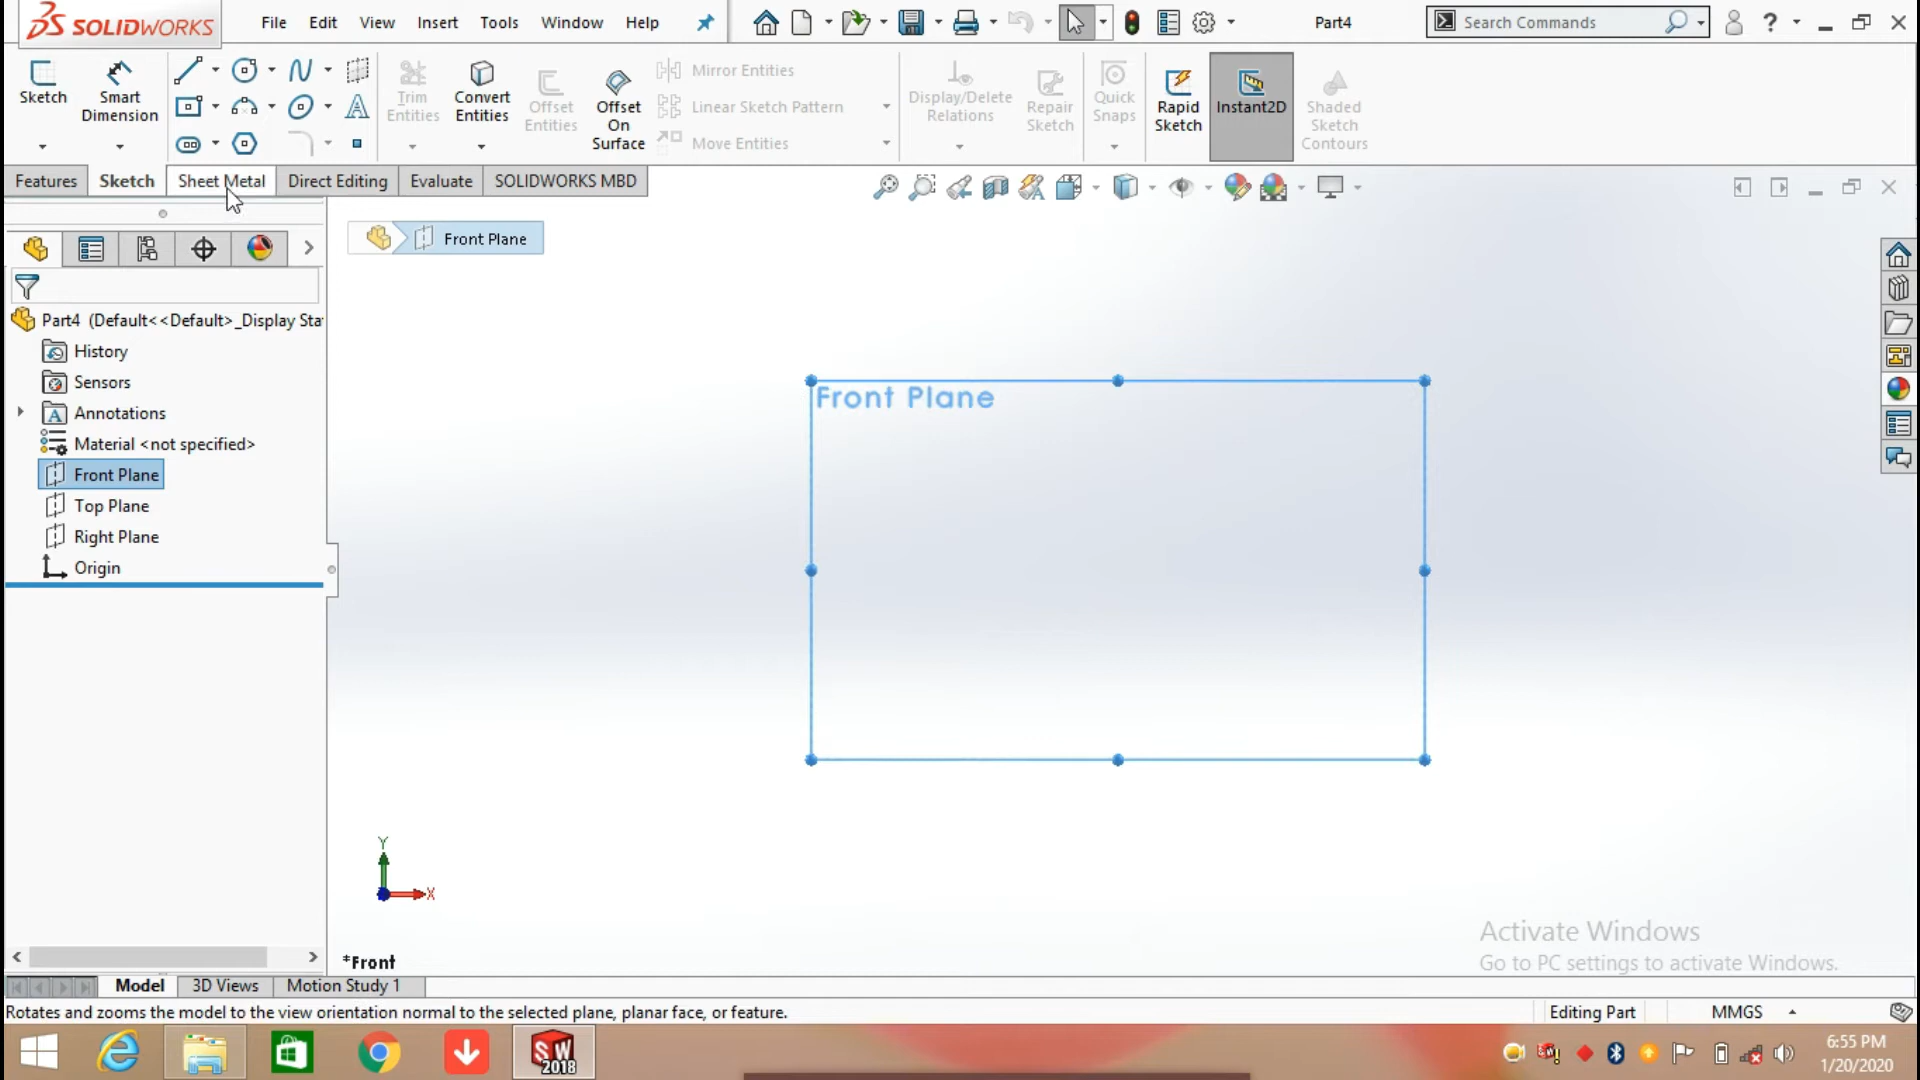 SOLIDWORKS File Edit View Insert Tools Window Help Part4 Search Commands ?
Sketch Smart Dimension Trim Entities Convert Entities Offset Entities Offset On Surface Mirror Entities Linear Sketch Pattern Move Entities Display/Delete Relations Repair Sketch Quick Snaps Rapid Sketch Instant2D Shaded Sketch Contours
Features Sketch Sheet Metal Direct Editing Evaluate SOLIDWORKS MBD
Front Plane
Part4 (Default<<Default>_Display Sta
History
Sensors
Annotations
Material <not specified>
Front Plane
Top Plane
Right Plane
Origin
Front Plane
Y
X
*Front
Activate Windows
Go to PC settings to activate Windows.
Model 3D Views Motion Study 1
Rotates and zooms the model to the view orientation normal to the selected plane, planar face, or feature. Editing Part MMGS
SW 2018
6:55 PM
1/20/2020